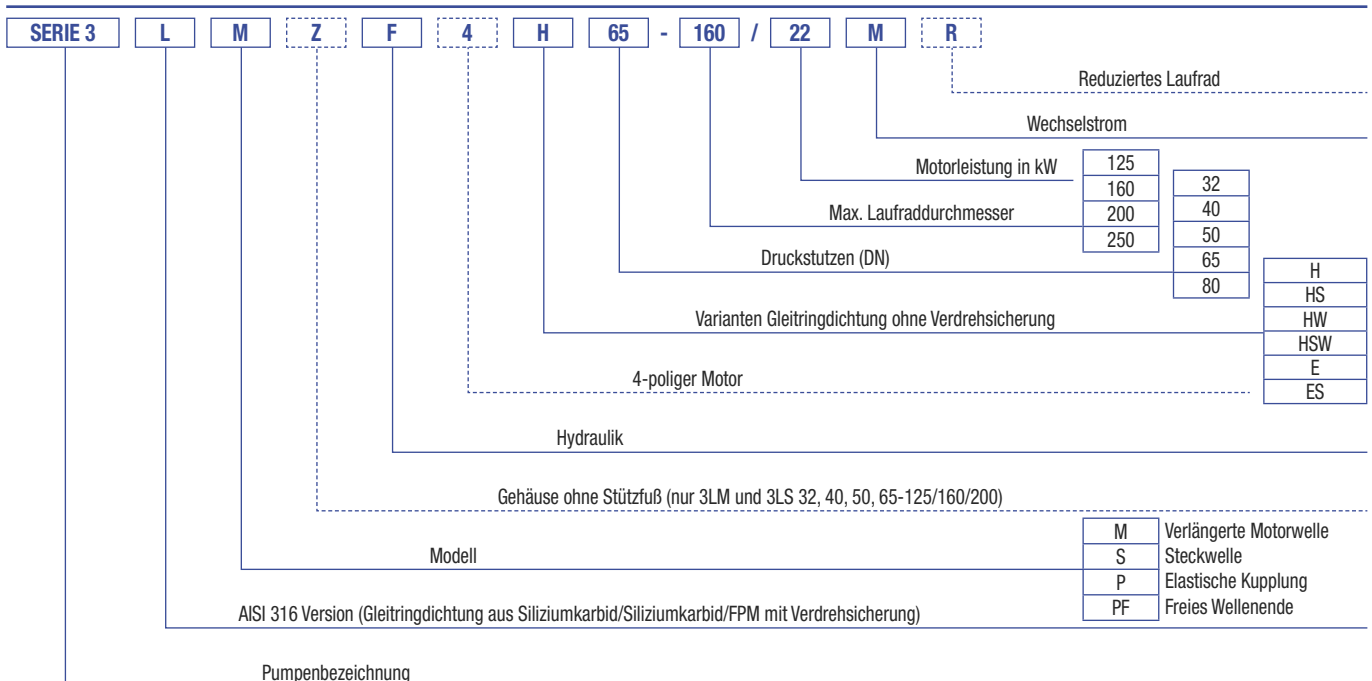 SERIE 3 L M Z F 4 H 65 - 160 / 22 M R
Reduziertes Laufrad
Wechselstrom
Motorleistung in kW
125
160
200
250
Max. Laufraddurchmesser
32
40
50
65
80
Druckstutzen (DN)
H
HS
HW
HSW
E
ES
Varianten Gleitringdichtung ohne Verdrehsicherung
4-poliger Motor
Hydraulik
Gehäuse ohne Stützfuß (nur 3LM und 3LS 32, 40, 50, 65-125/160/200)
Modell
M Verlängerte Motorwelle
S Steckwelle
P Elastische Kupplung
PF Freies Wellenende
AISI 316 Version (Gleitringdichtung aus Siliziumkarbid/Siliziumkarbid/FPM mit Verdrehsicherung)
Pumpenbezeichnung